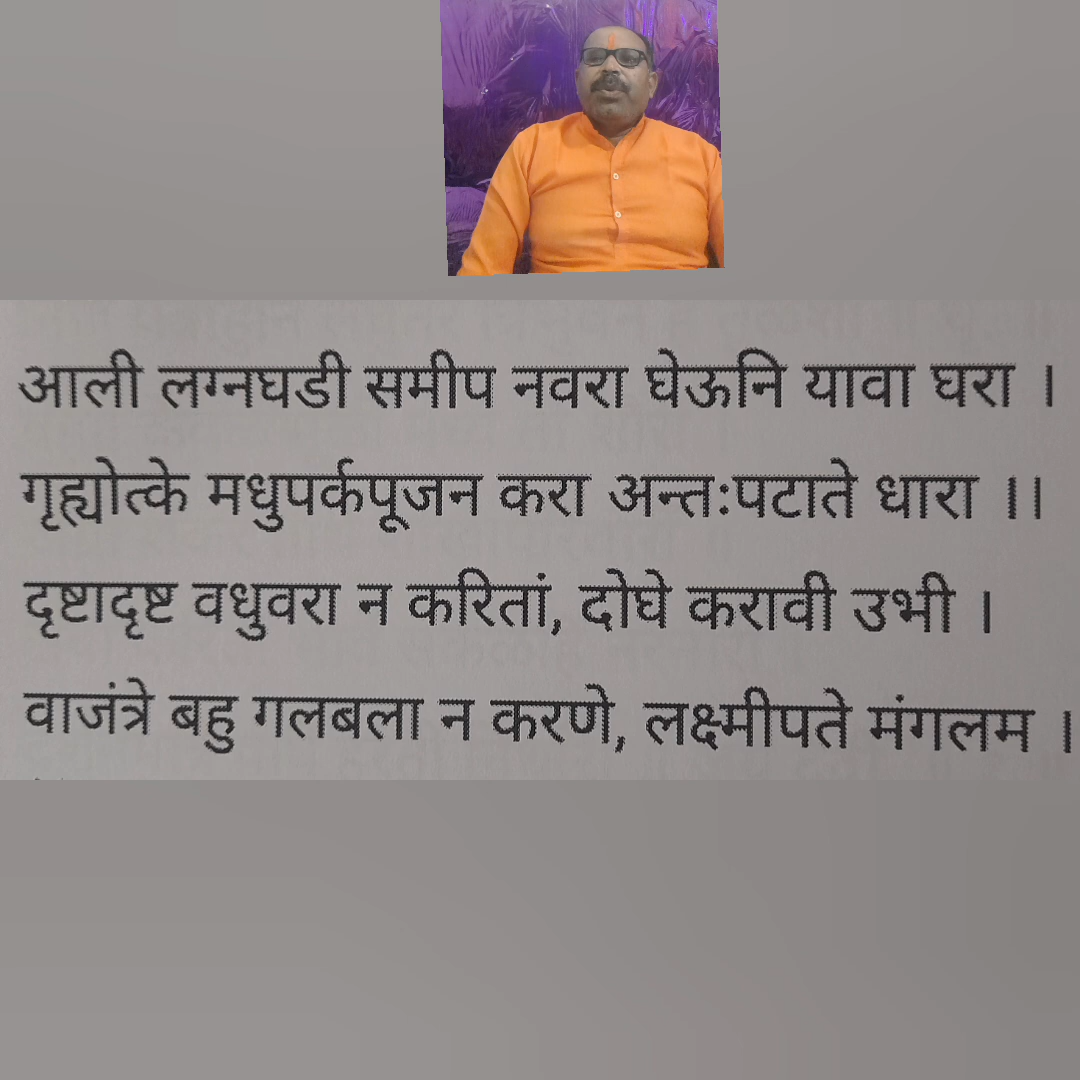 आली लग्नघडी समीप नवरा घेऊनि यावा घरा ।
गृह्योत्के मधुपर्कपूजन करा अन्तःपटाते धारा ।।
दृष्टादृष्ट वधुवरा न करितां, दोघे करावी उभी ।
वाजंत्रे बहु गलबला न करणे, लक्ष्मीपते मंगलम ।